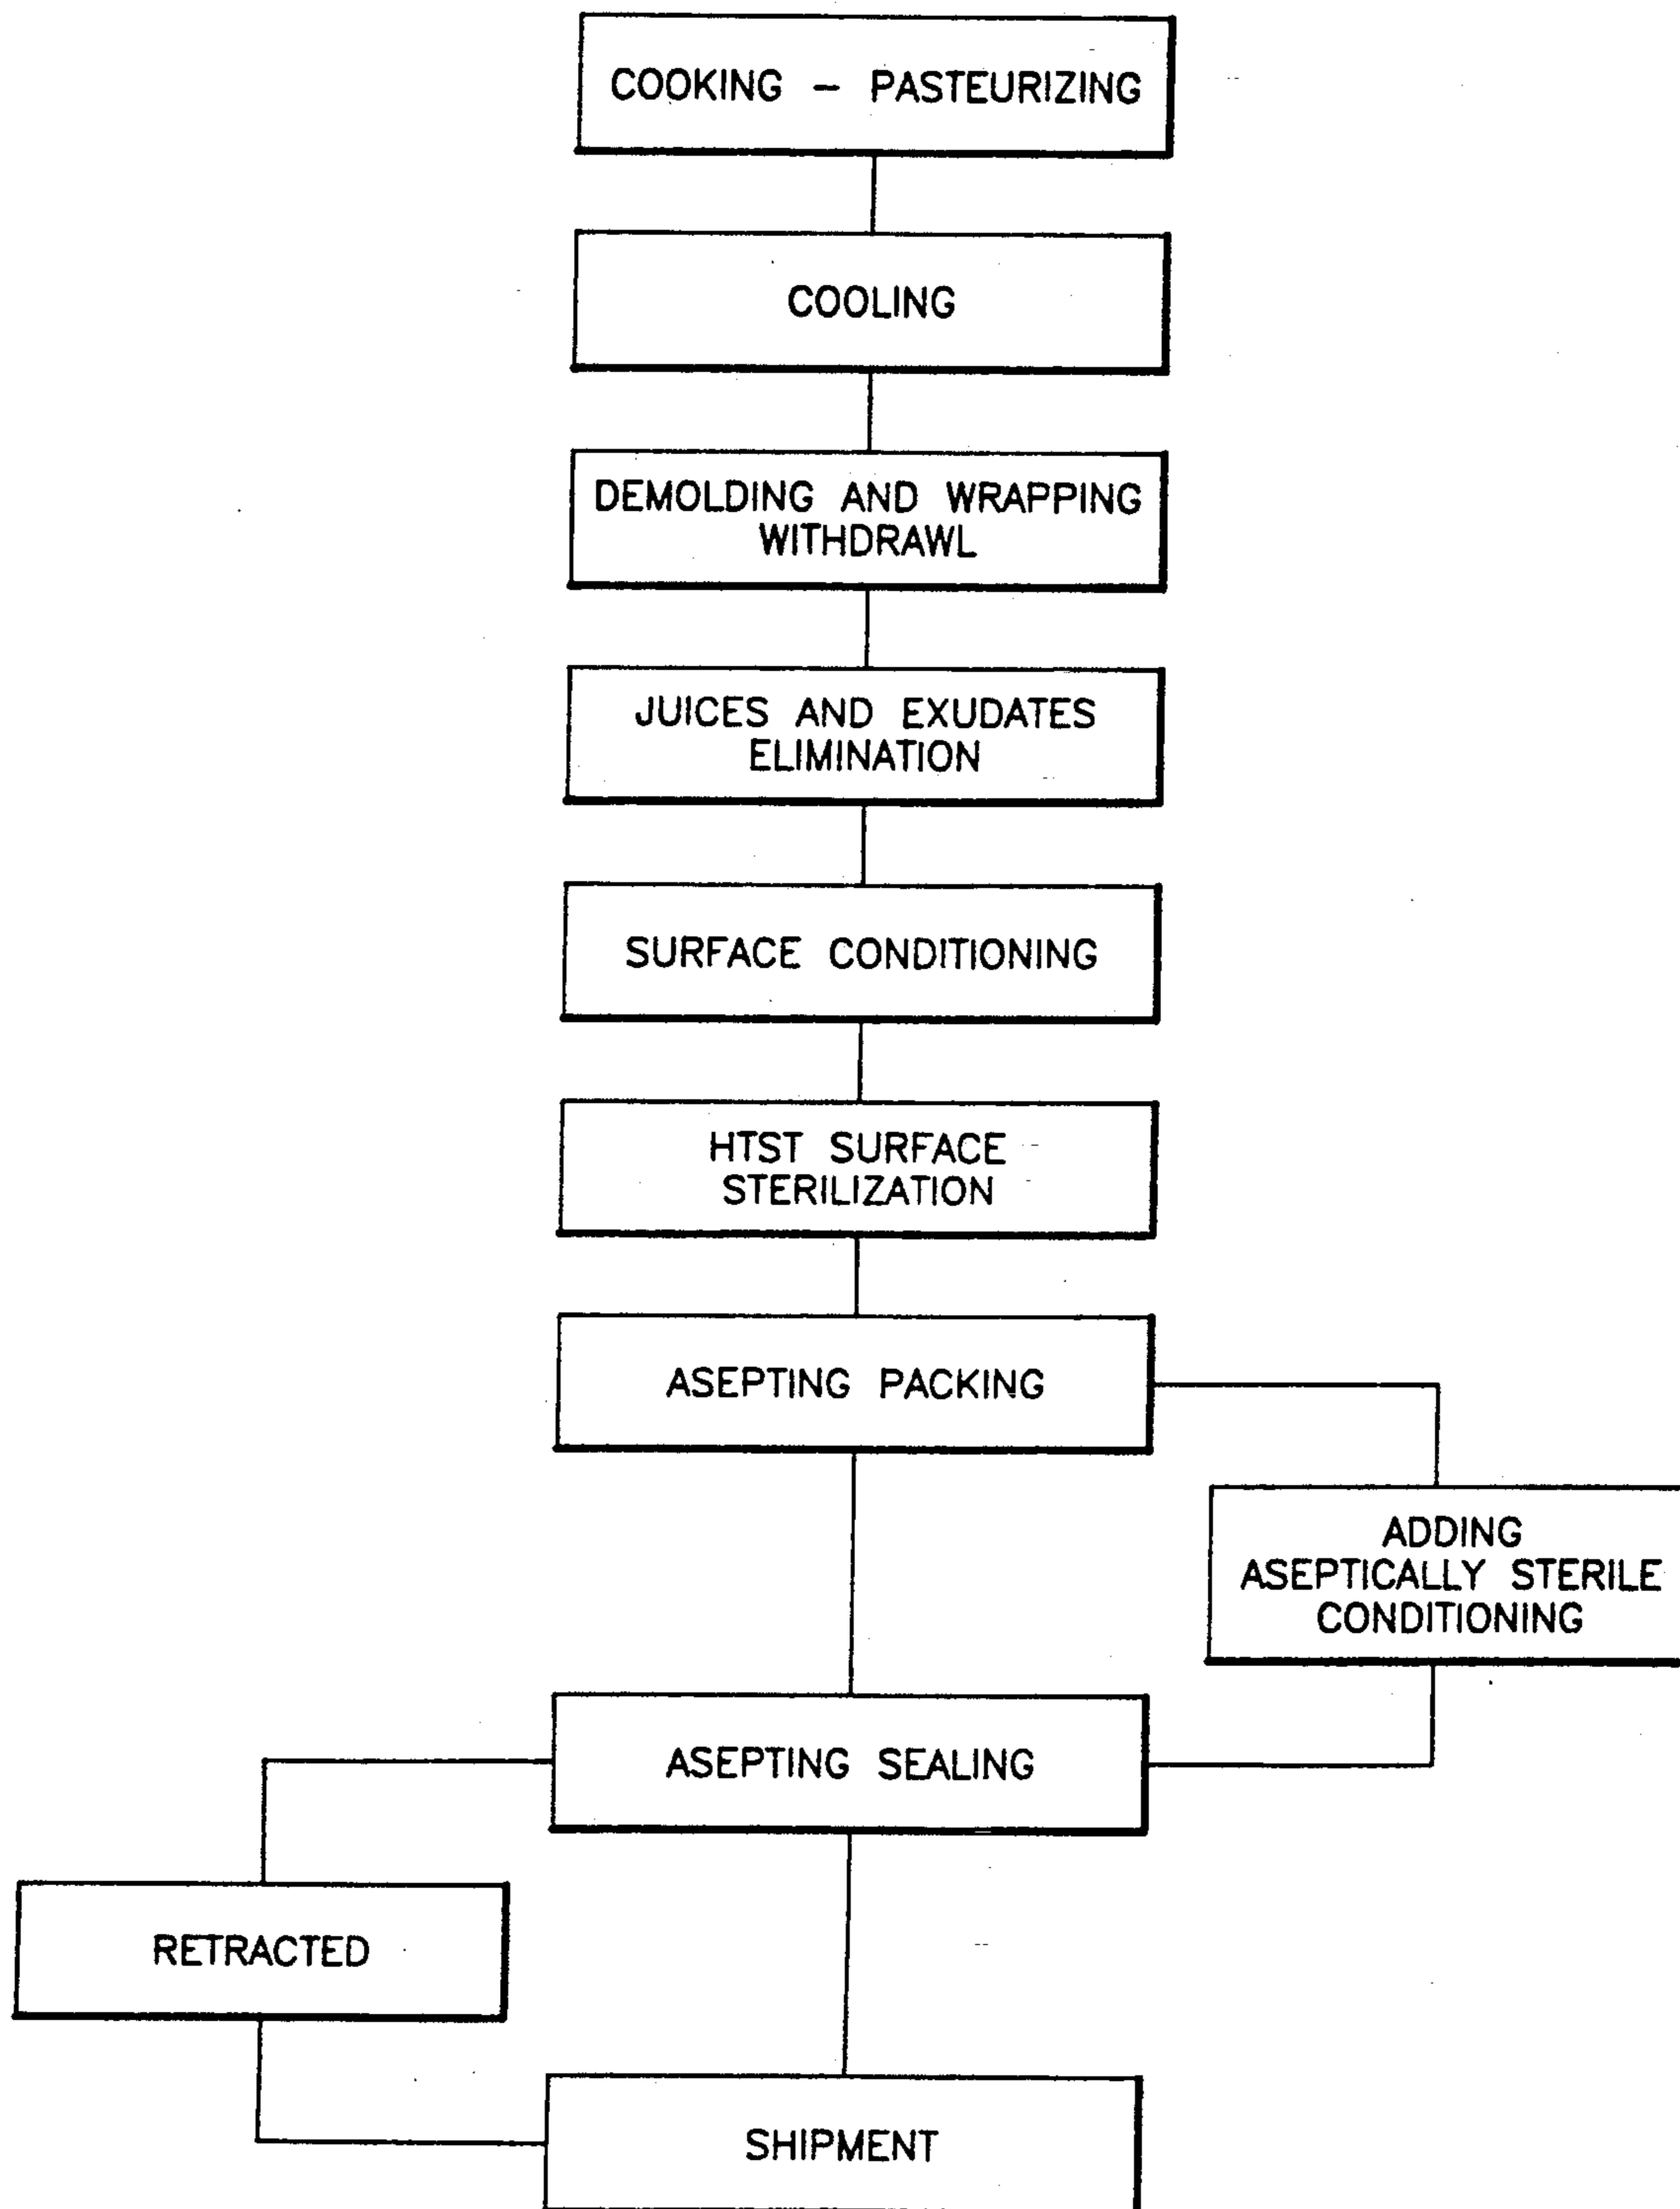 COOKING – PASTEURIZING
COOLING
DEMOLDING AND WRAPPING
WITHDRAWL
JUICES AND EXUDATES
ELIMINATION
SURFACE CONDITIONING
HTST SURFACE
STERILIZATION
ASEPTING PACKING
ADDING
ASEPTICALLY STERILE
CONDITIONING
ASEPTING SEALING
RETRACTED
SHIPMENT